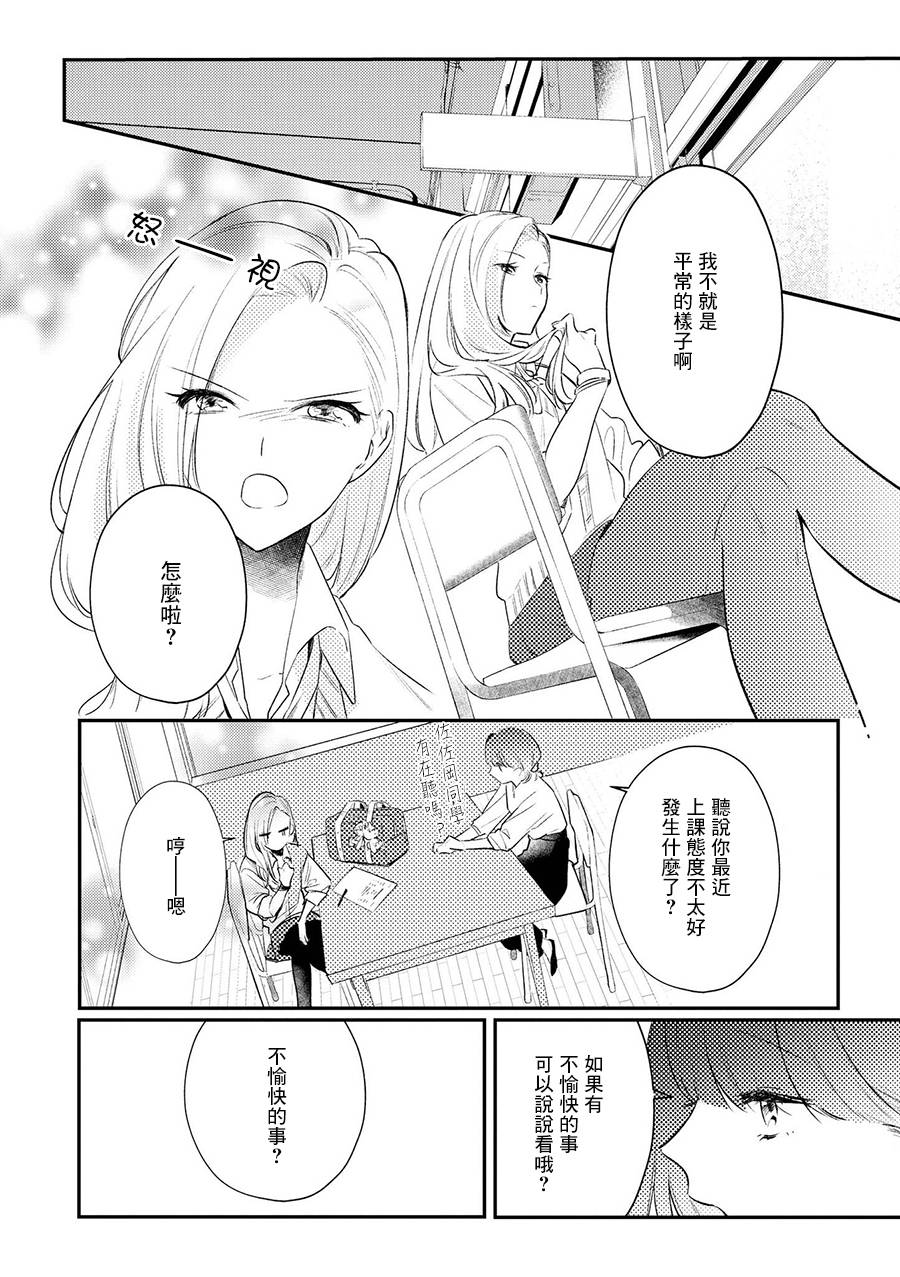 我不就是
平常的樣子啊
怒——視
怎麼啦？
聽說你最近
上課態度不太好
發生什麼了？
佐佐岡同學
有在聽嗎？
哼——嗯
如果有
不愉快的事
可以說說看哦？
不愉快的事？